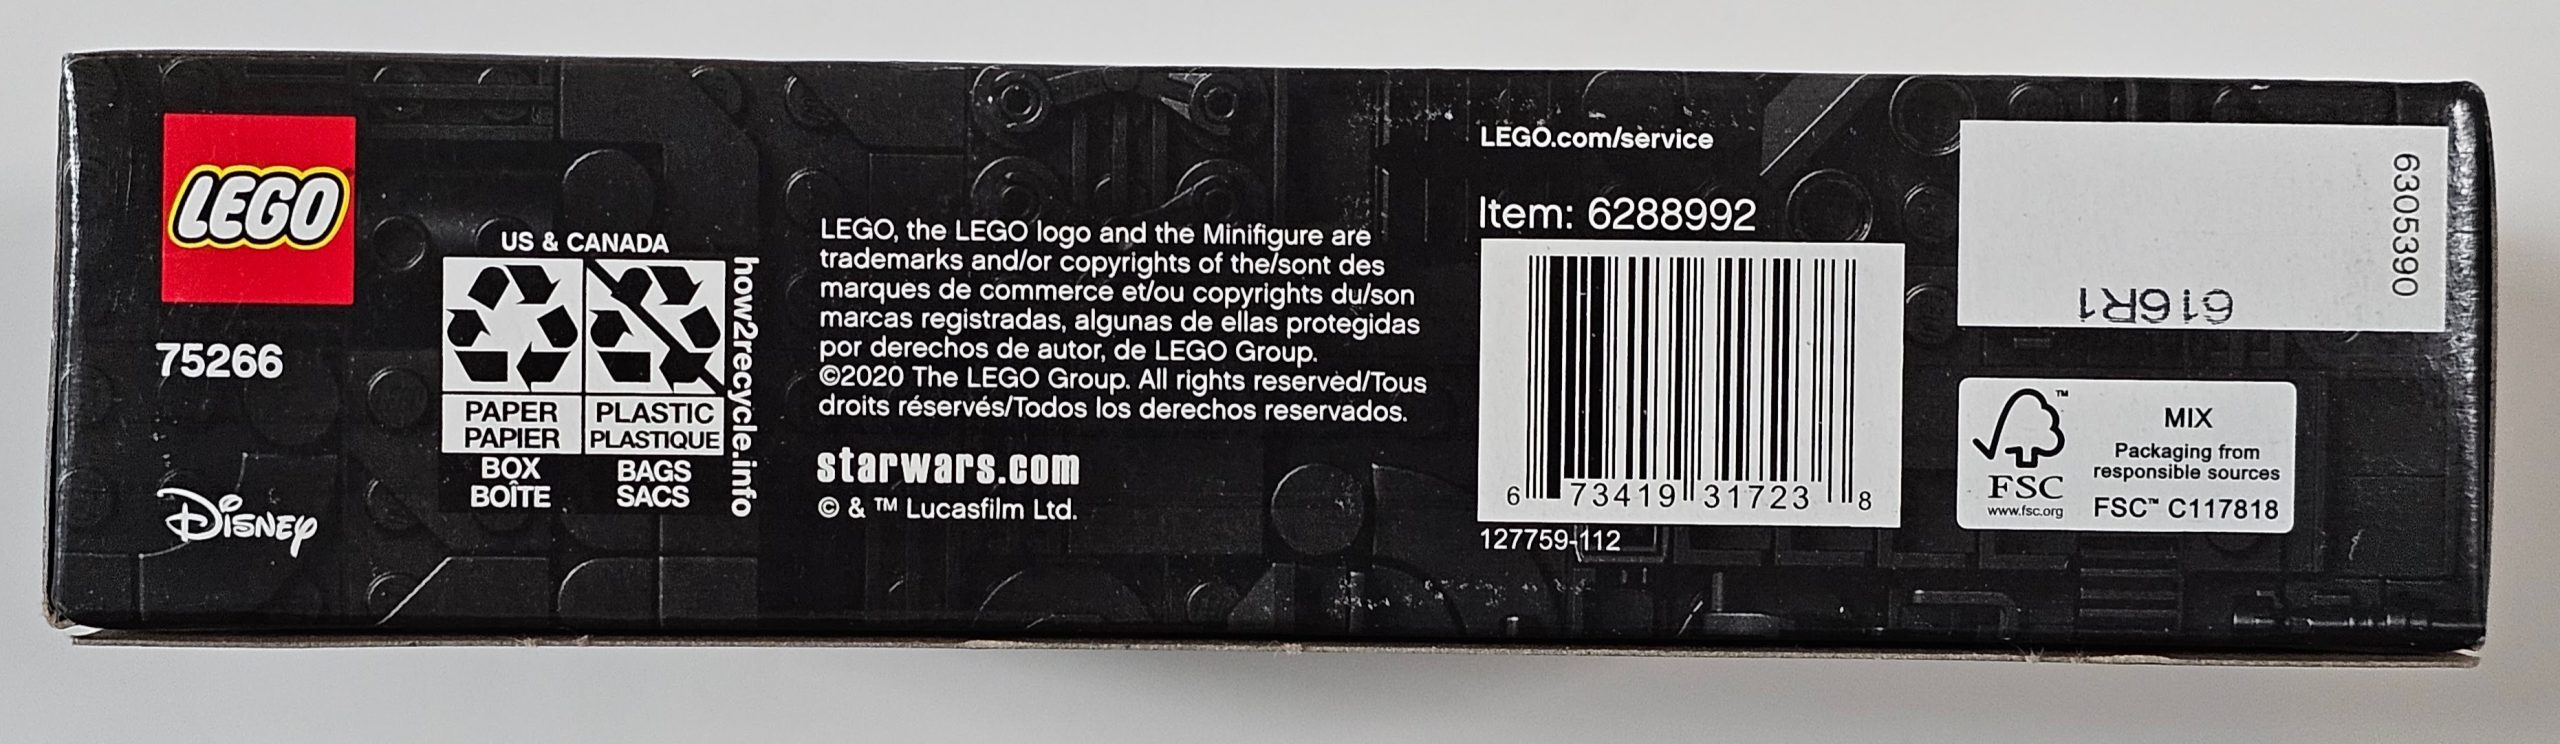 LEGO
75266
Disney
US & CANADA
PAPER
PAPIER
BOX
BOÎTE
PLASTIC
PLASTIQUE
BAGS
SACS
how2recycle.info
LEGO, the LEGO logo and the Minifigure are
trademarks and/or copyrights of the/sont des
marques de commerce et/ou copyrights du/son
marcas registradas, algunas de ellas protegidas
por derechos de autor, de LEGO Group.
©2020 The LEGO Group. All rights reserved/Tous
droits réservés/Todos los derechos reservados.
starwars.com
© & ™ Lucasfilm Ltd.
LEGO.com/service
Item: 6288992
6 73419 31723 8
127759-112
6305390
616R1
FSC
www.fsc.org
™
MIX
Packaging from
responsible sources
FSC™ C117818